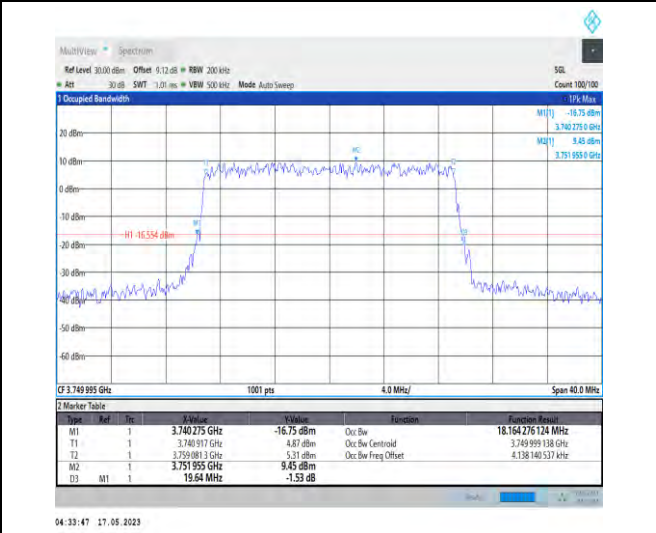 MultiView Spectrum
Ref Level 30.00 dBm Offset 9.12 dB RBW 200 kHz SGL
Att 30 dB SWT 1.01 ms VBW 500 kHz Mode Auto Sweep Count 100/100
1 Occupied Bandwidth 1Pk Max
M1[1] -16.75 dBm
3.740 275 0 GHz
M2[1] 9.45 dBm
3.751 955 0 GHz
20 dBm
M2
10 dBm
0 dBm
-10 dBm
M1
H1 -16.554 dBm
-20 dBm
-30 dBm
-40 dBm
-50 dBm
-60 dBm
CF 3.749 995 GHz 1001 pts 4.0 MHz/ Span 40.0 MHz
2 Marker Table
Type Ref Trc X-Value Y-Value Function Function Result
M1 1 3.740 275 GHz -16.75 dBm Occ Bw 18.164 276 124 MHz
T1 1 3.740 917 GHz 4.87 dBm Occ Bw Centroid 3.749 999 138 GHz
T2 1 3.759 081 3 GHz 5.31 dBm Occ Bw Freq Offset 4.138 140 537 kHz
M2 1 3.751 955 GHz 9.45 dBm
D3 M1 1 19.64 MHz -1.53 dB
04:33:47 17.05.2023